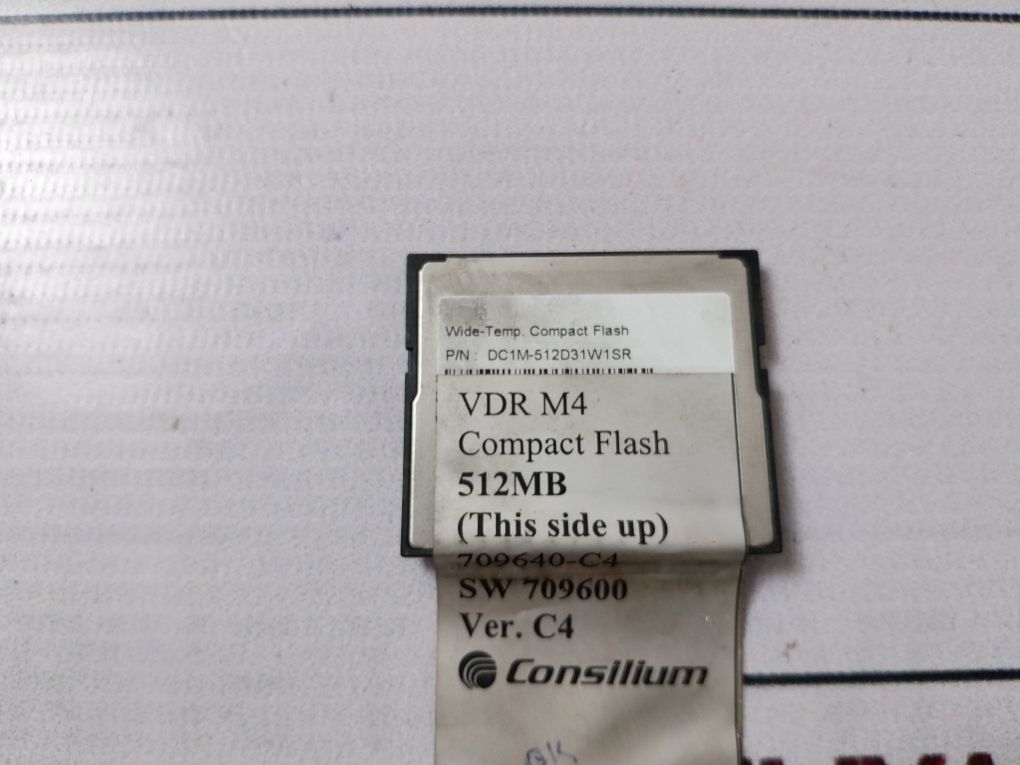 Wide-Temp. Compact Flash
P/N : DC1M-512D31W1SR
VDR M4
Compact Flash
512MB
(This side up)
709640-C4
SW 709600
Ver. C4
Consilium